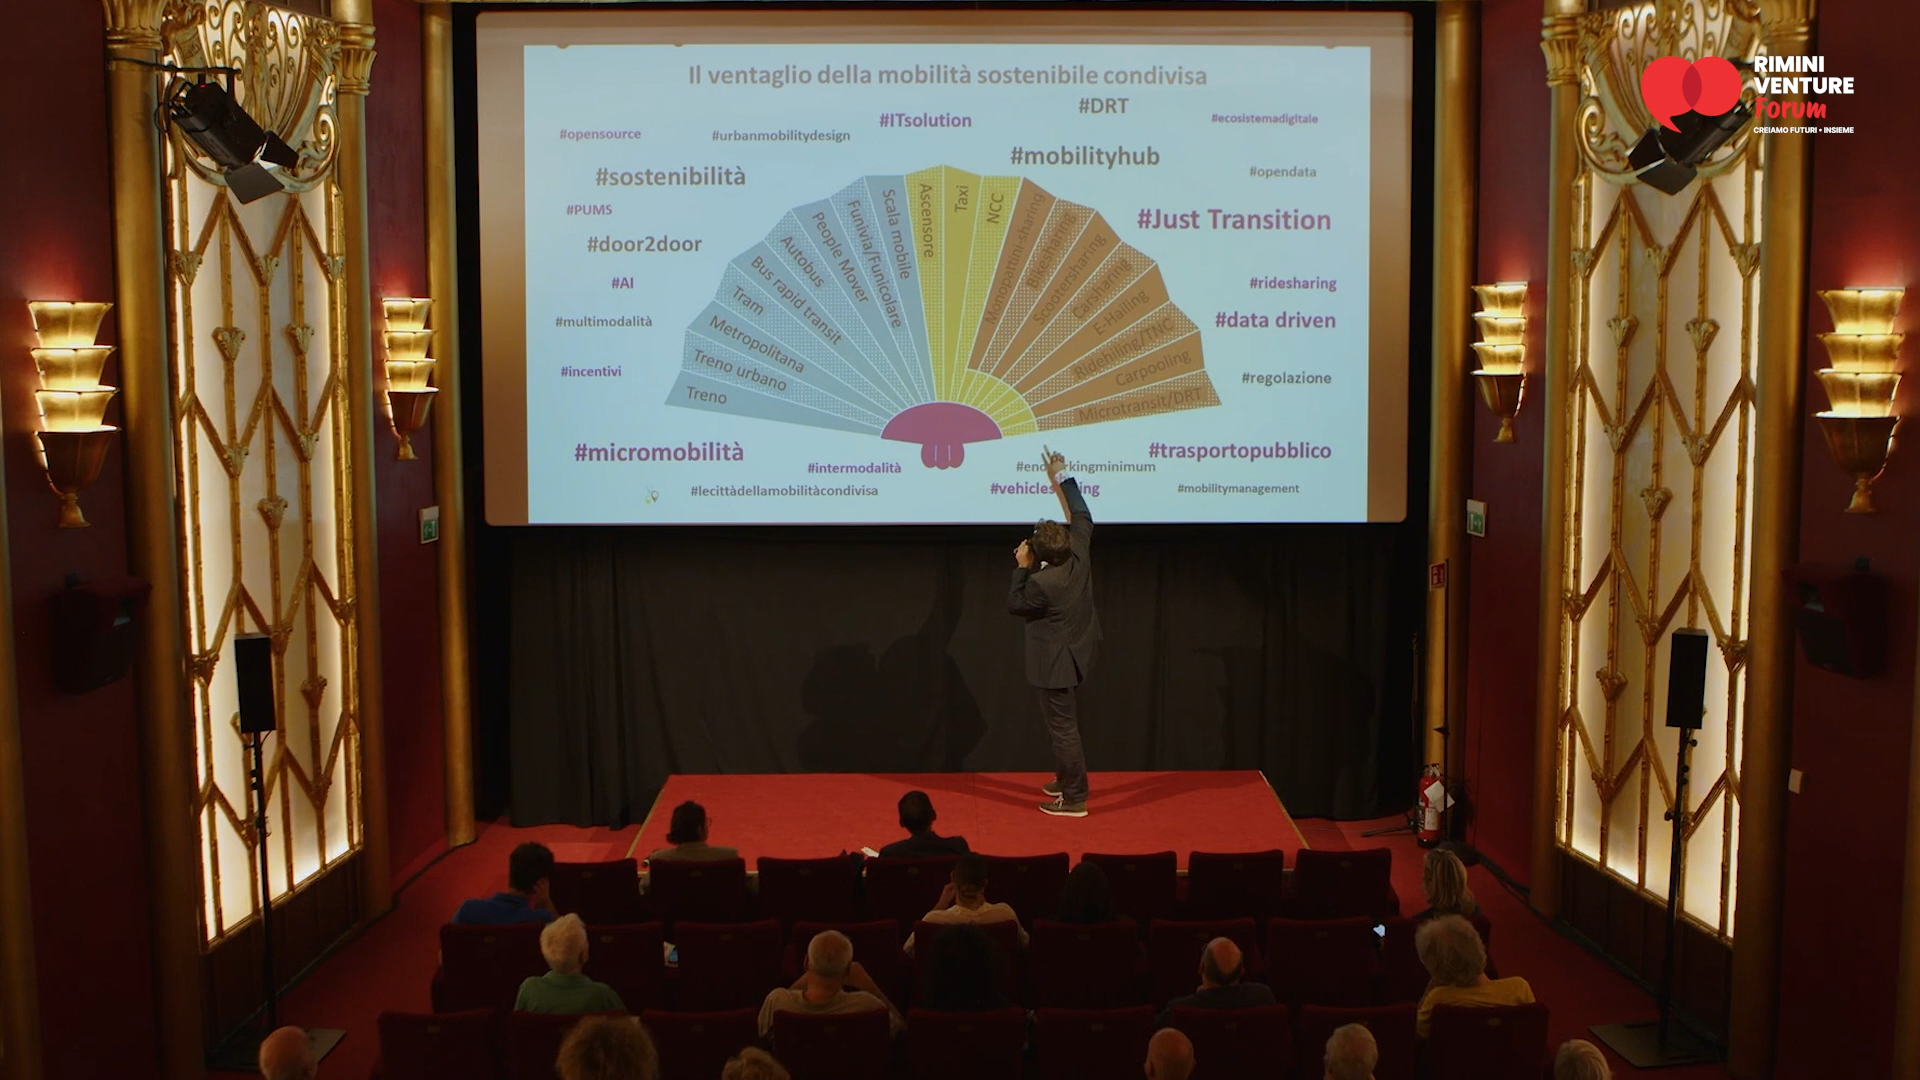 Il ventaglio della mobilità sostenibile condivisa
#DRT
#ITsolution
#ecosistemadigitale
#opensource
#urbanmobilitydesign
#mobilityhub
#sostenibilità
#opendata
#PUMS
#Just Transition
#door2door
#AI
#ridesharing
#multimodalità
#data driven
#incentivi
#regolazione
Treno
Treno urbano
Metropolitana
Tram
Bus rapid transit
Autobus
People Mover
Funivia/Funicolare
Scala mobile
Ascensore
Taxi
NCC
Monopattini-sharing
Bikesharing
Scootersharing
Carsharing
E-Hailing
Ridehiling/TNC
Carpooling
Microtransit/DRT
#micromobilità
#intermodalità
#trasportopubblico
#lecittàdellamobilitàcondivisa
#mobilitymanagement
RIMINI
VENTURE
Forum
CREIAMO FUTURI • INSIEME